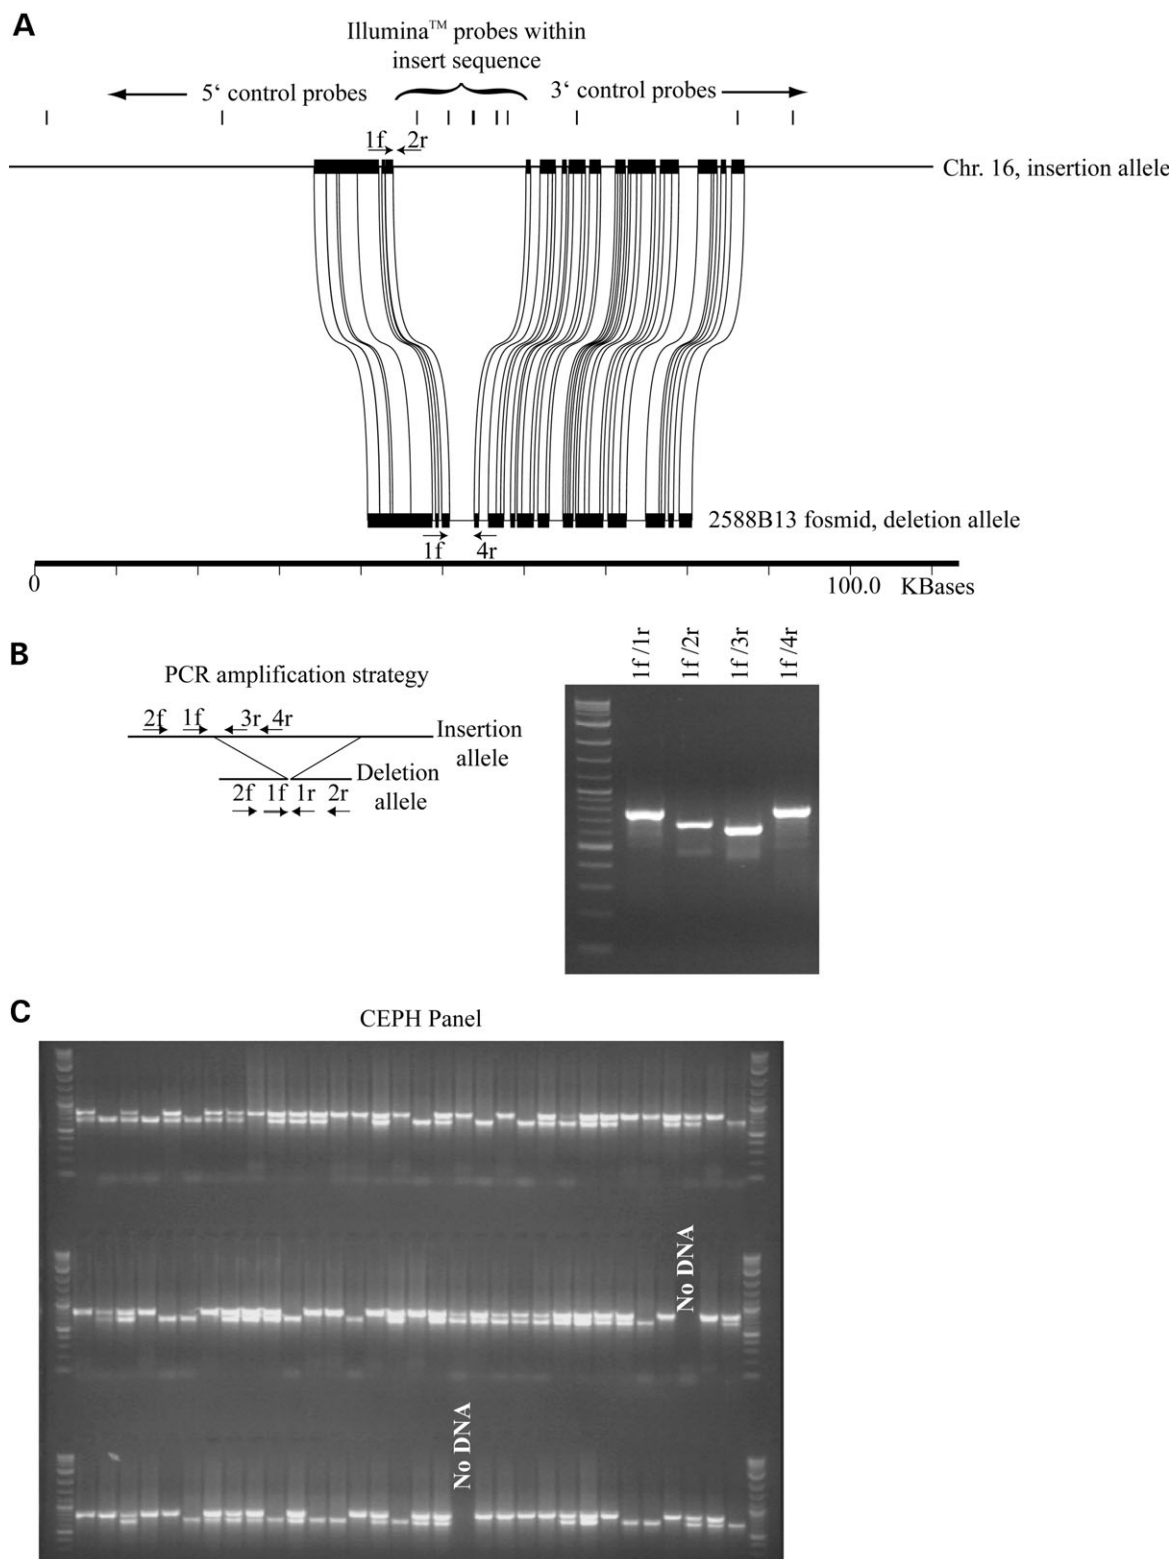 A
Illumina™ probes within
insert sequence
5‘ control probes
3‘ control probes
1f
2r
Chr. 16, insertion allele
2588B13 fosmid, deletion allele
1f
4r
0
100.0
KBases
B
PCR amplification strategy
2f
1f
3r
4r
Insertion
allele
Deletion
allele
2f
1f
1r
2r
1f /1r
1f /2r
1f /3r
1f /4r
C
CEPH Panel
No DNA
No DNA